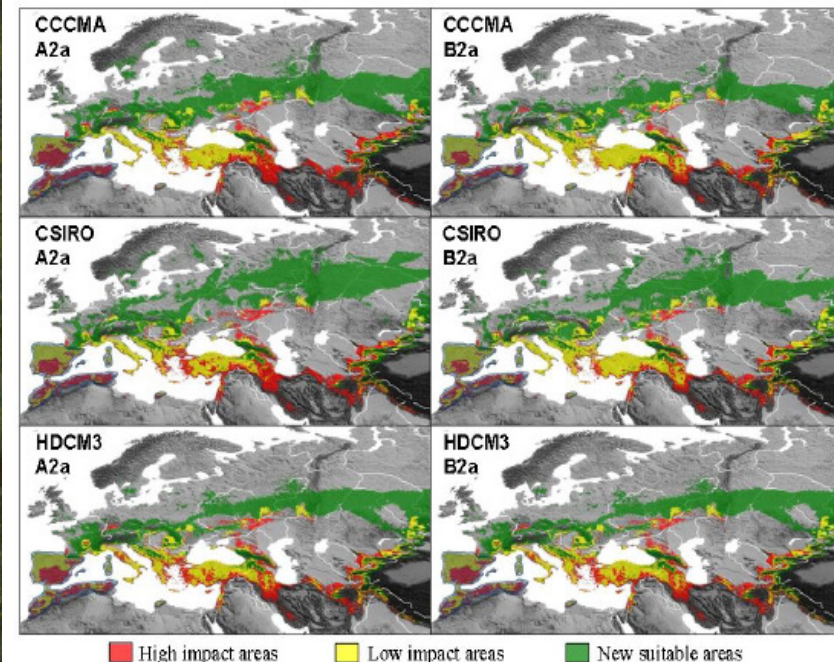 CCCMA
A2a
CCCMA
B2a
CSIRO
A2a
CSIRO
B2a
HDCM3
A2a
HDCM3
B2a
High impact areas
Low impact areas
New suitable areas